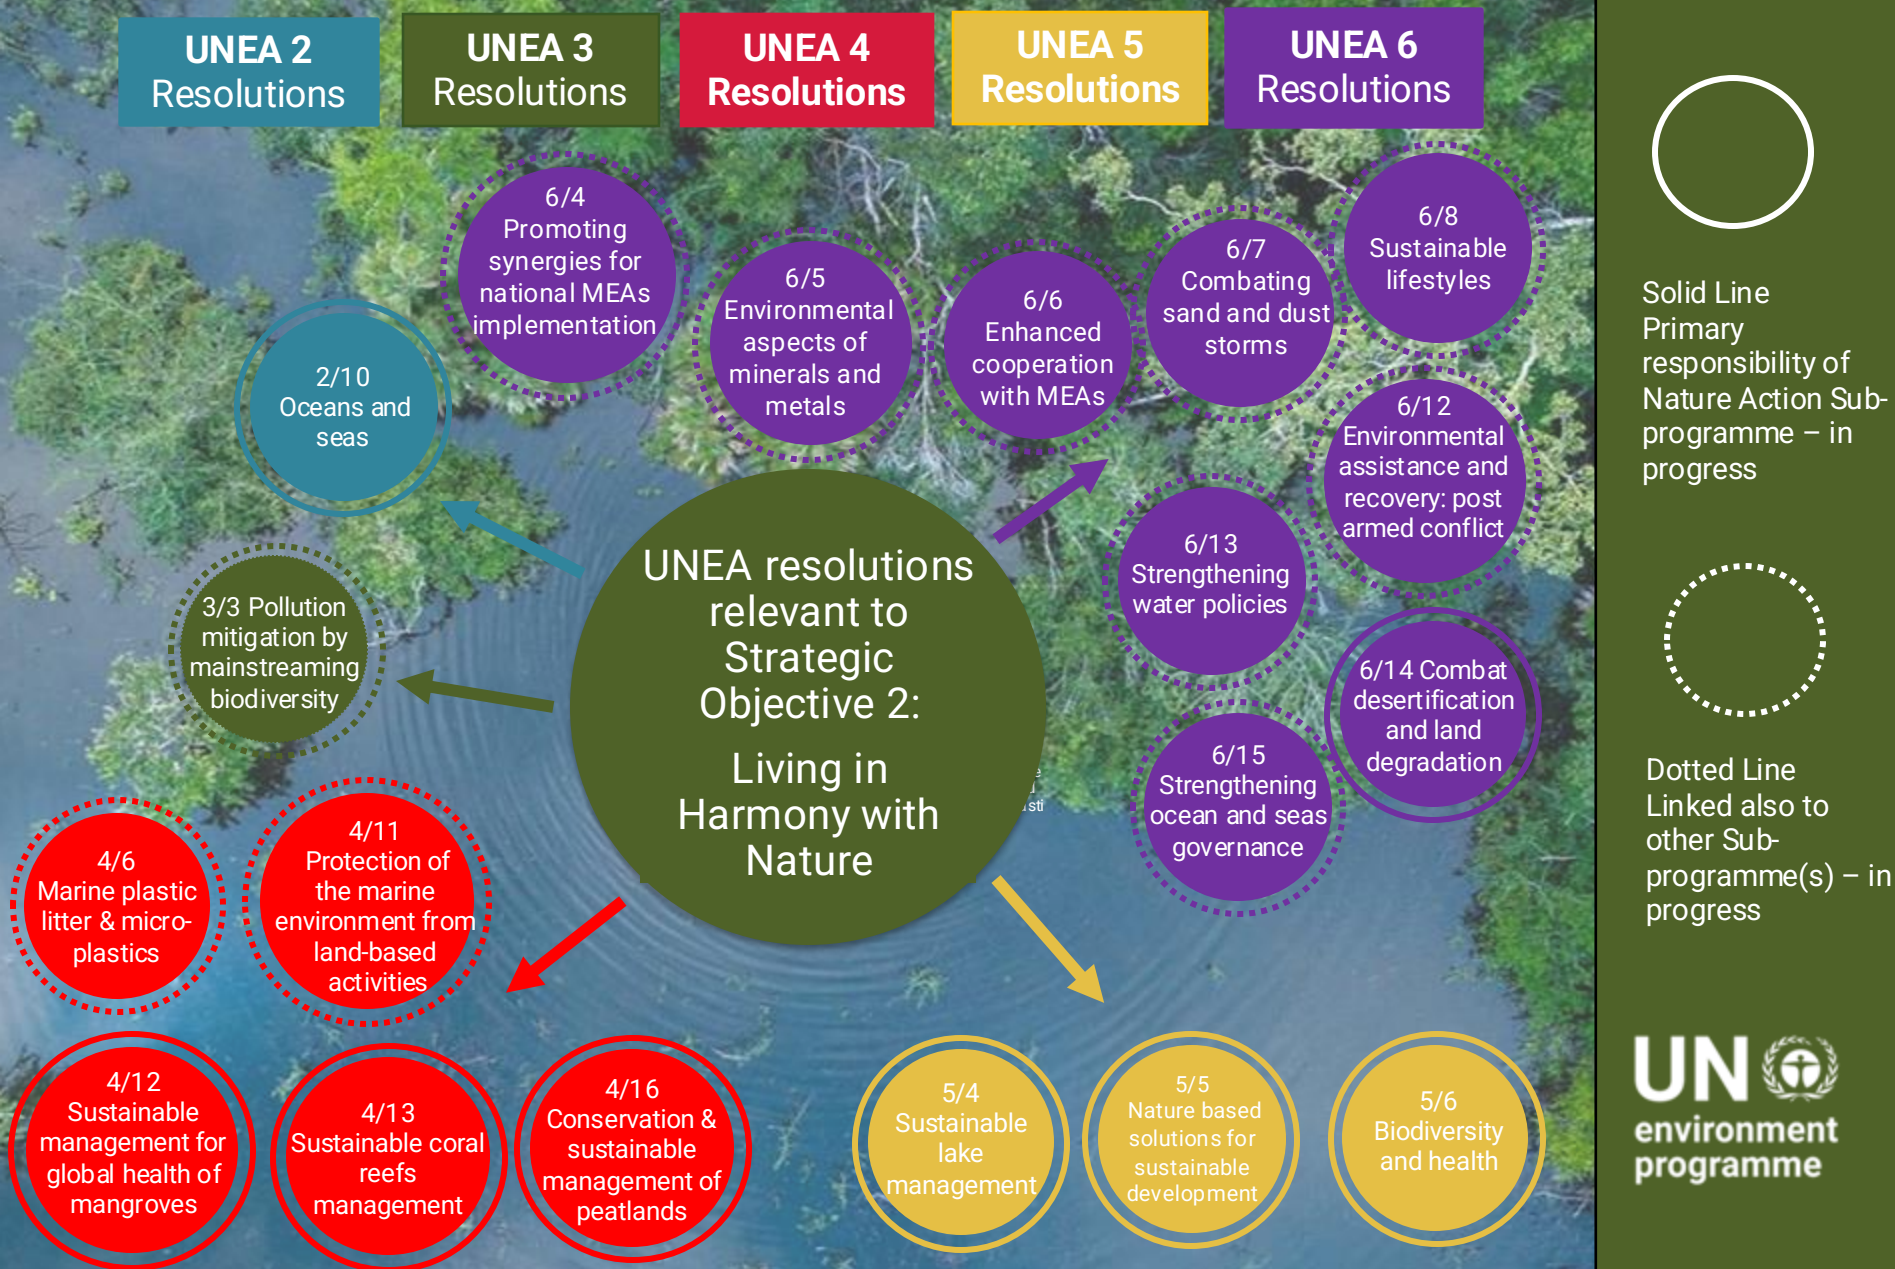 UNEA 2
Resolutions
UNEA 3
Resolutions
UNEA 4
Resolutions
UNEA 5
Resolutions
UNEA 6
Resolutions
6/4
Promoting
synergies for
national MEAs
implementation
6/5
Environmental
aspects of
minerals and
metals
6/6
Enhanced
cooperation
with MEAs
6/7
Combating
sand and dust
storms
6/8
Sustainable
lifestyles
2/10
Oceans and
seas
6/12
Environmental
assistance and
recovery: post
armed conflict
6/13
Strengthening
water policies
3/3 Pollution
mitigation by
mainstreaming
biodiversity
UNEA resolutions
relevant to
Strategic
Objective 2:
Living in
Harmony with
Nature
6/14 Combat
desertification
and land
degradation
6/15
Strengthening
ocean and seas
governance
4/6
Marine plastic
litter & micro-
plastics
4/11
Protection of
the marine
environment from
land-based
activities
4/12
Sustainable
management for
global health of
mangroves
4/13
Sustainable coral
reefs
management
4/16
Conservation &
sustainable
management of
peatlands
5/4
Sustainable
lake
management
5/5
Nature based
solutions for
sustainable
development
5/6
Biodiversity
and health
Solid Line
Primary
responsibility of
Nature Action Sub-
programme – in
progress
Dotted Line
Linked also to
other Sub-
programme(s) – in
progress
UN
environment
programme